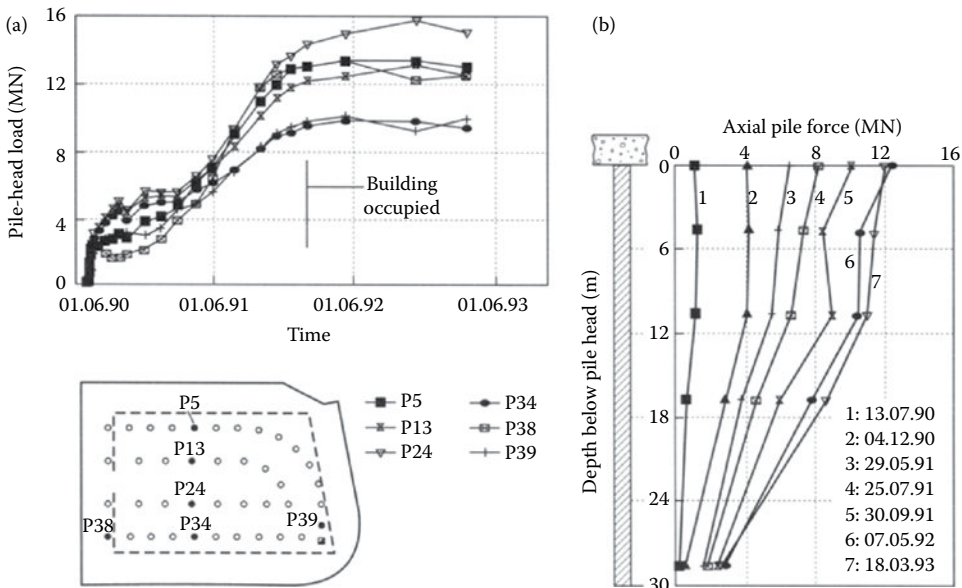 (a)
Pile-head load (MN)
16
12
8
4
0
Building
occupied
01.06.90 01.06.91 01.06.92 01.06.93
Time
P5
P13
P24
P38 P34 P39
P5 P34
P13 P38
P24 P39
(b)
Axial pile force (MN)
0 4 8 12 16
Depth below pile head (m)
0
6
12
18
24
30
m
1 2 3 4 5
6
7
1: 13.07.90
2: 04.12.90
3: 29.05.91
4: 25.07.91
5: 30.09.91
6: 07.05.92
7: 18.03.93